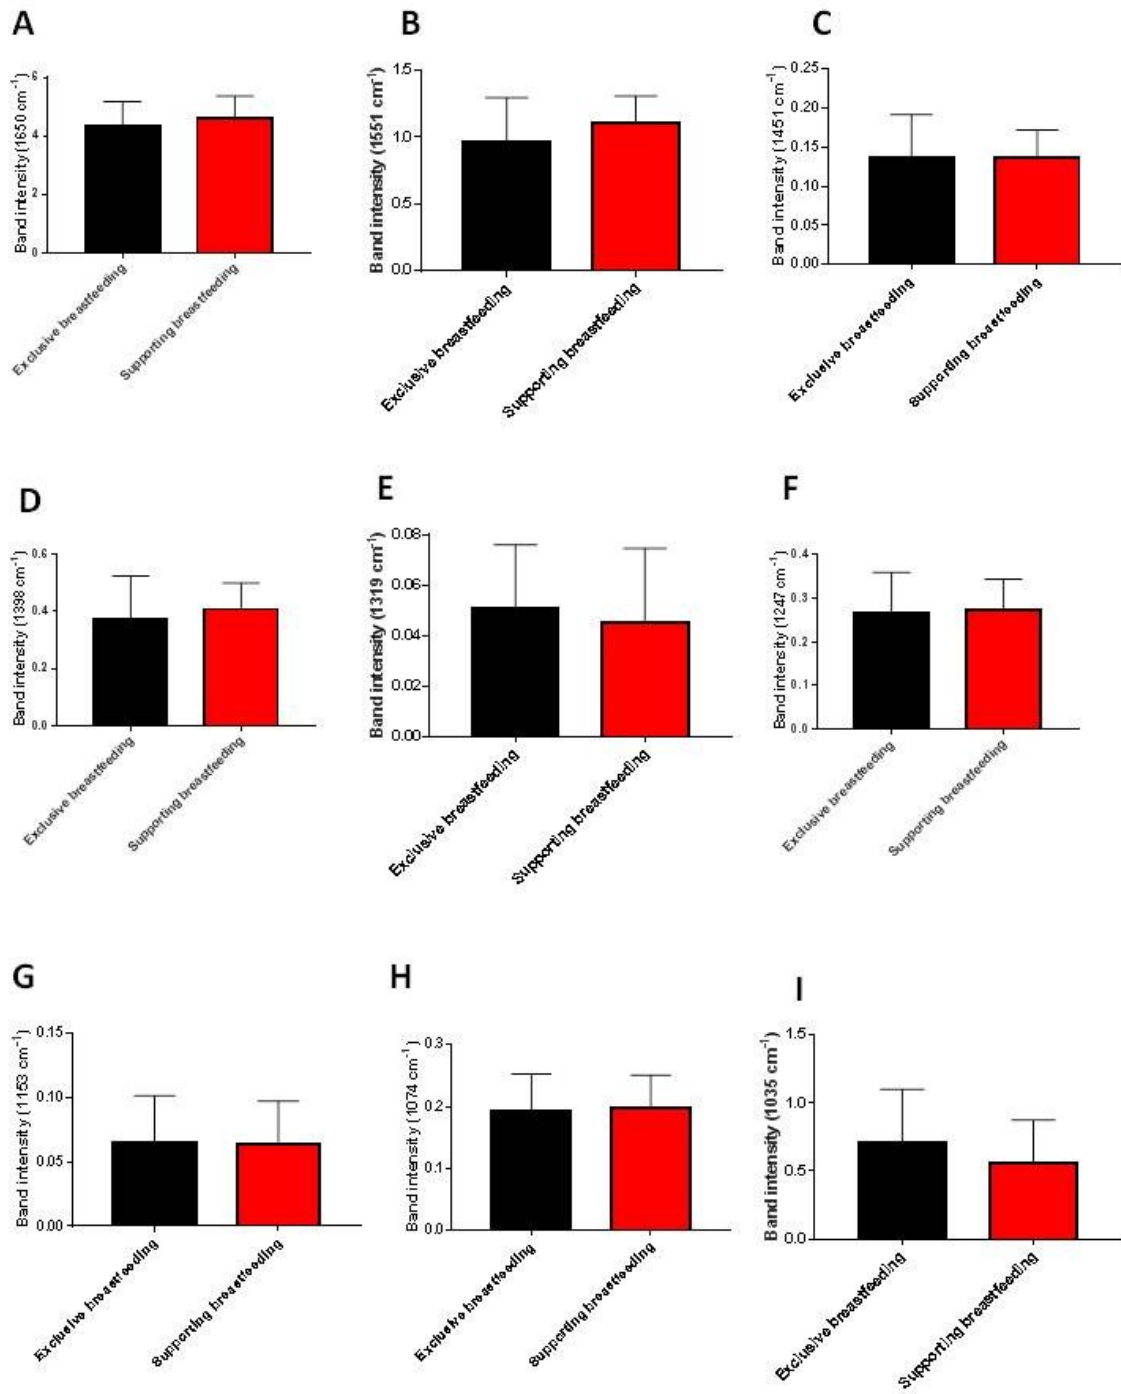 A
Band intensity (1650 cm⁻¹)
6
4
2
0
Exclusive breastfeeding
Supporting breastfeeding
B
Band intensity (1551 cm⁻¹)
1.5
1.0
0.5
0.0
Exclusive breastfeeding
Supporting breastfeeding
C
Band intensity (1451 cm⁻¹)
0.25
0.20
0.15
0.10
0.05
0.00
Exclusive breastfeeding
Supporting breastfeeding
D
Band intensity (1398 cm⁻¹)
0.6
0.4
0.2
0.0
Exclusive breastfeeding
Supporting breastfeeding
E
Band intensity (1319 cm⁻¹)
0.08
0.06
0.04
0.02
0.00
Exclusive breastfeeding
Supporting breastfeeding
F
Band intensity (1247 cm⁻¹)
0.4
0.3
0.2
0.1
0.0
Exclusive breastfeeding
Supporting breastfeeding
G
Band intensity (1153 cm⁻¹)
0.15
0.10
0.05
0.00
Exclusive breastfeeding
Supporting breastfeeding
H
Band intensity (1074 cm⁻¹)
0.3
0.2
0.1
0.0
Exclusive breastfeeding
Supporting breastfeeding
I
Band intensity (1035 cm⁻¹)
1.5
1.0
0.5
0.0
Exclusive breastfeeding
Supporting breastfeeding